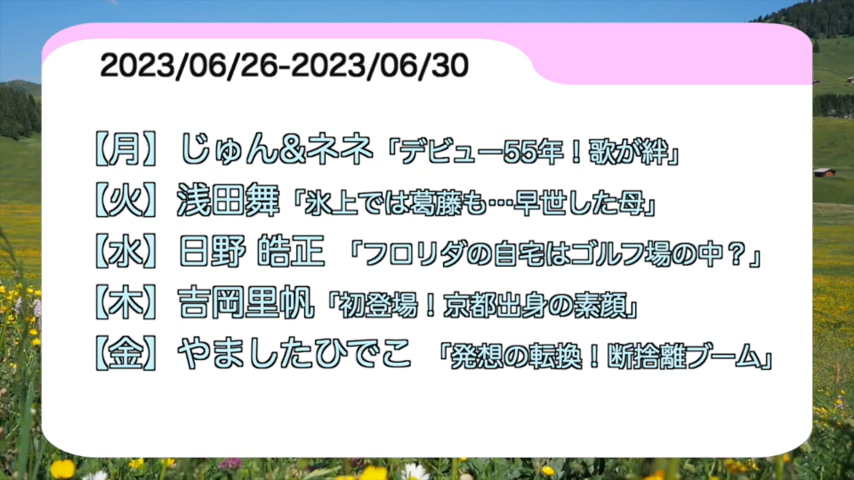 2023/06/26-2023/06/30
【月】 じゅん&ネネ「デビュー55年！歌が絆」
【火】 浅田舞「氷上では葛藤も…早世した母」
【水】 日野 皓正 「フロリダの自宅はゴルフ場の中？」
【木】 吉岡里帆「初登場！京都出身の素顔」
【金】 やましたひでこ 「発想の転換！断捨離ブーム」